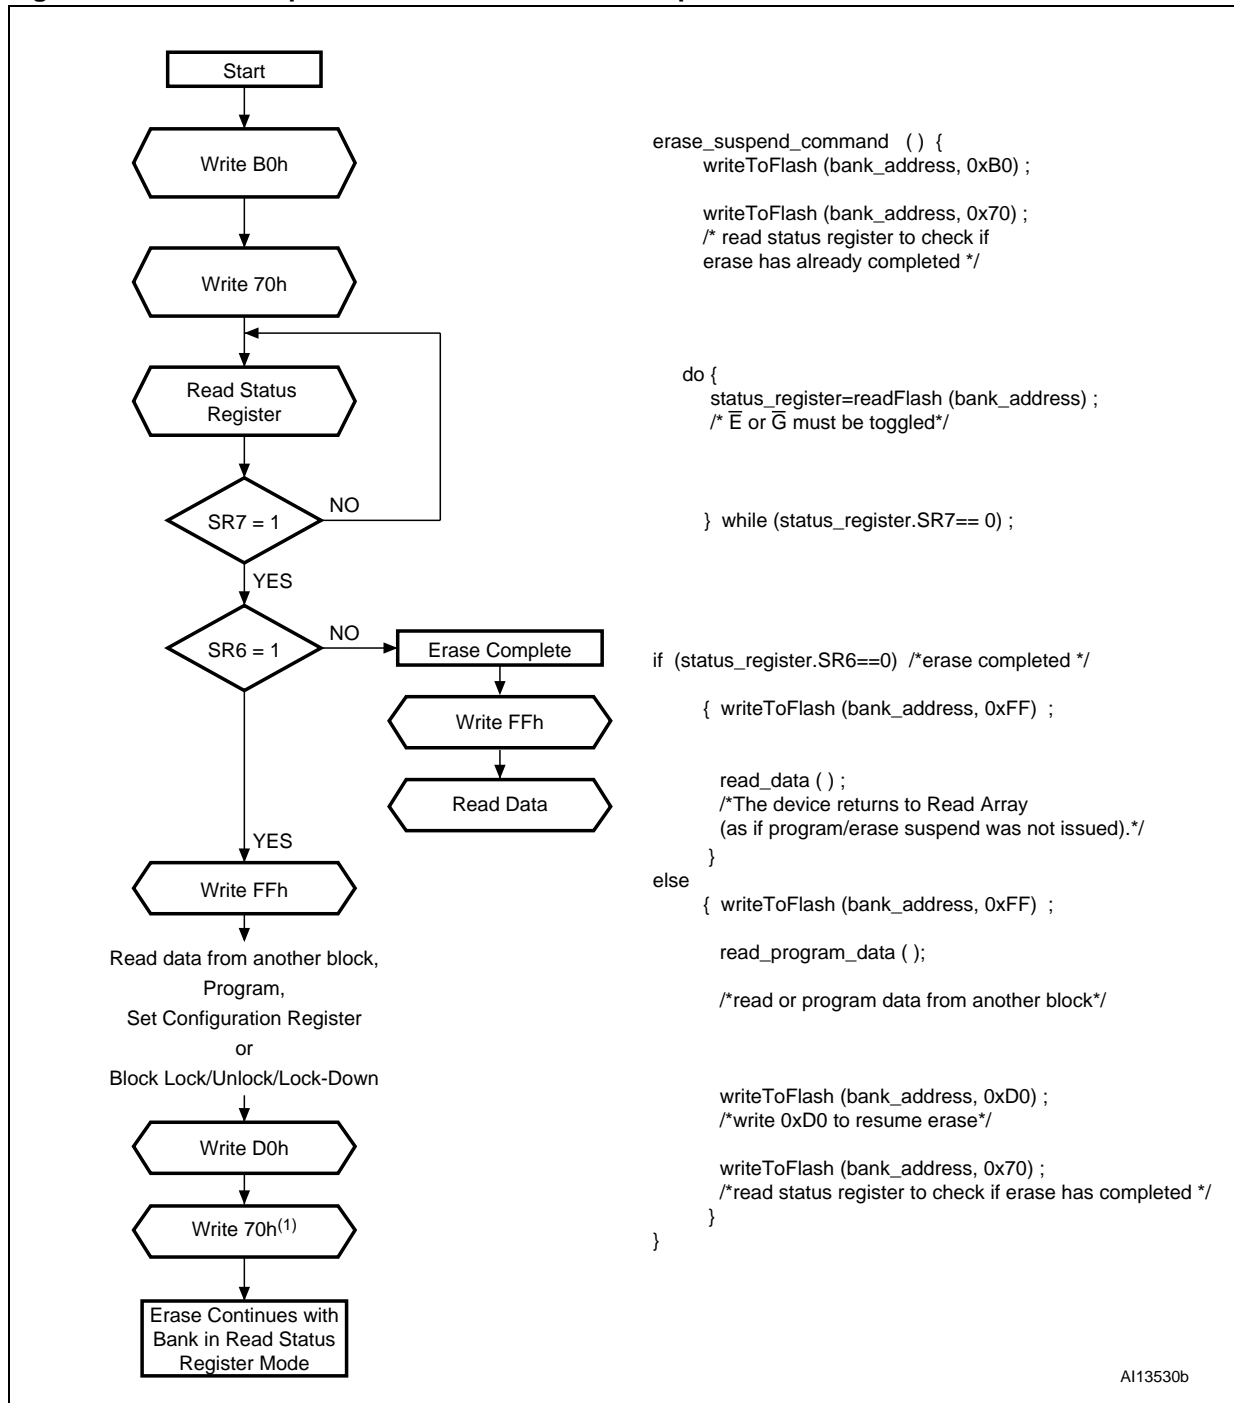 Start
Write B0h
Write 70h
Read Status
Register
SR7 = 1
NO
YES
SR6 = 1
NO
Erase Complete
Write FFh
Read Data
YES
Write FFh
Read data from another block,
Program,
Set Configuration Register
or
Block Lock/Unlock/Lock-Down
Write D0h
Write 70h(1)
Erase Continues with
Bank in Read Status
Register Mode
erase_suspend_command ( ) {
writeToFlash (bank_address, 0xB0) ;
writeToFlash (bank_address, 0x70) ;
/* read status register to check if
erase has already completed */
do {
status_register=readFlash (bank_address) ;
/* E̅ or G̅ must be toggled*/
} while (status_register.SR7== 0) ;
if (status_register.SR6==0) /*erase completed */
{ writeToFlash (bank_address, 0xFF) ;
read_data ( ) ;
/*The device returns to Read Array
(as if program/erase suspend was not issued).*/
}
else
{ writeToFlash (bank_address, 0xFF) ;
read_program_data ( );
/*read or program data from another block*/
writeToFlash (bank_address, 0xD0) ;
/*write 0xD0 to resume erase*/
writeToFlash (bank_address, 0x70) ;
/*read status register to check if erase has completed */
}
}
AI13530b